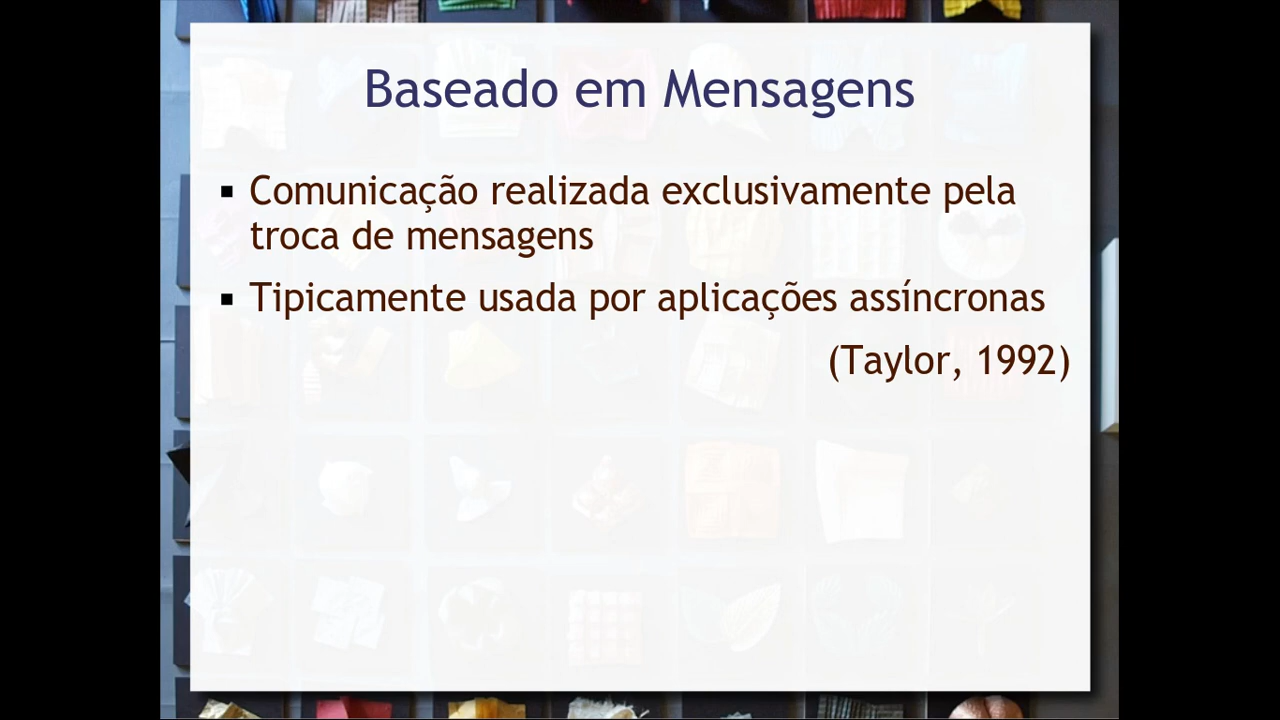 Baseado em Mensagens
▪ Comunicação realizada exclusivamente pela
troca de mensagens
▪ Tipicamente usada por aplicações assíncronas
(Taylor, 1992)